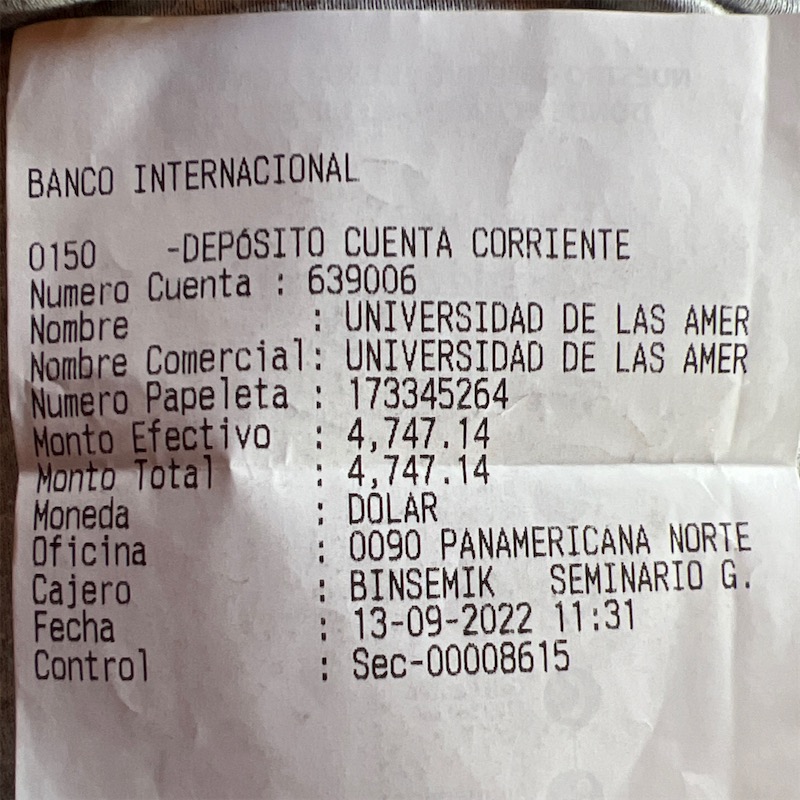 BANCO INTERNACIONAL
0150 -DEPÓSITO CUENTA CORRIENTE
Numero Cuenta : 639006
Nombre : UNIVERSIDAD DE LAS AMER
Nombre Comercial: UNIVERSIDAD DE LAS AMER
Numero Papeleta : 173345264
Monto Efectivo : 4,747.14
Monto Total : 4,747.14
Moneda : DOLAR
Oficina : 0090 PANAMERICANA NORTE
Cajero : BINSEMIK SEMINARIO G.
Fecha : 13-09-2022 11:31
Control : Sec-00008615